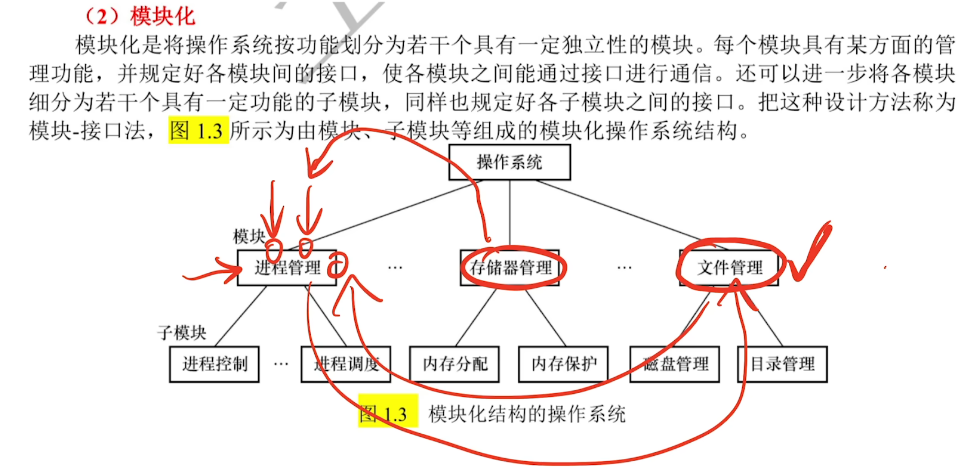 （2）模块化
模块化是将操作系统按功能划分为若干个具有一定独立性的模块。每个模块具有某方面的管
理功能，并规定好各模块间的接口，使各模块之间能通过接口进行通信。还可以进一步将各模块
细分为若干个具有一定功能的子模块，同样也规定好各子模块之间的接口。把这种设计方法称为
模块-接口法，图 1.3 所示为由模块、子模块等组成的模块化操作系统结构。
操作系统
模块
进程管理 … 存储器管理 … 文件管理
子模块
进程控制 … 进程调度 内存分配 内存保护 磁盘管理 目录管理
图 1.3 模块化结构的操作系统